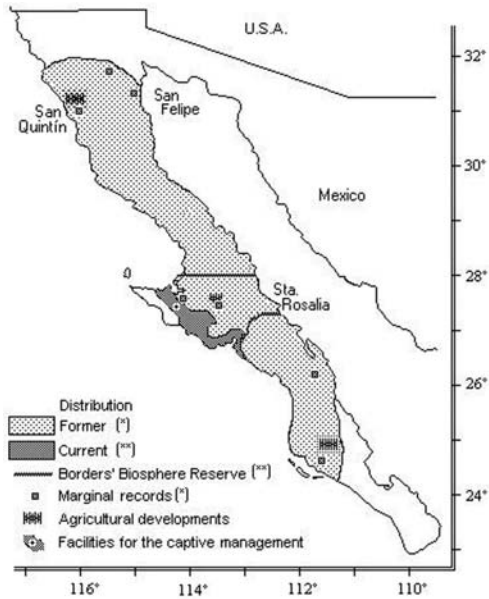 U.S.A.
32°
San
Felipe
San
Quintín
30°
Mexico
28°
Sta.
Rosalia
26°
Distribution
Former (*)
Current (**)
Borders' Biosphere Reserve (**)
Marginal records (*)
24°
Agricultural developments
Facilities for the captive management
116° 114° 112° 110°